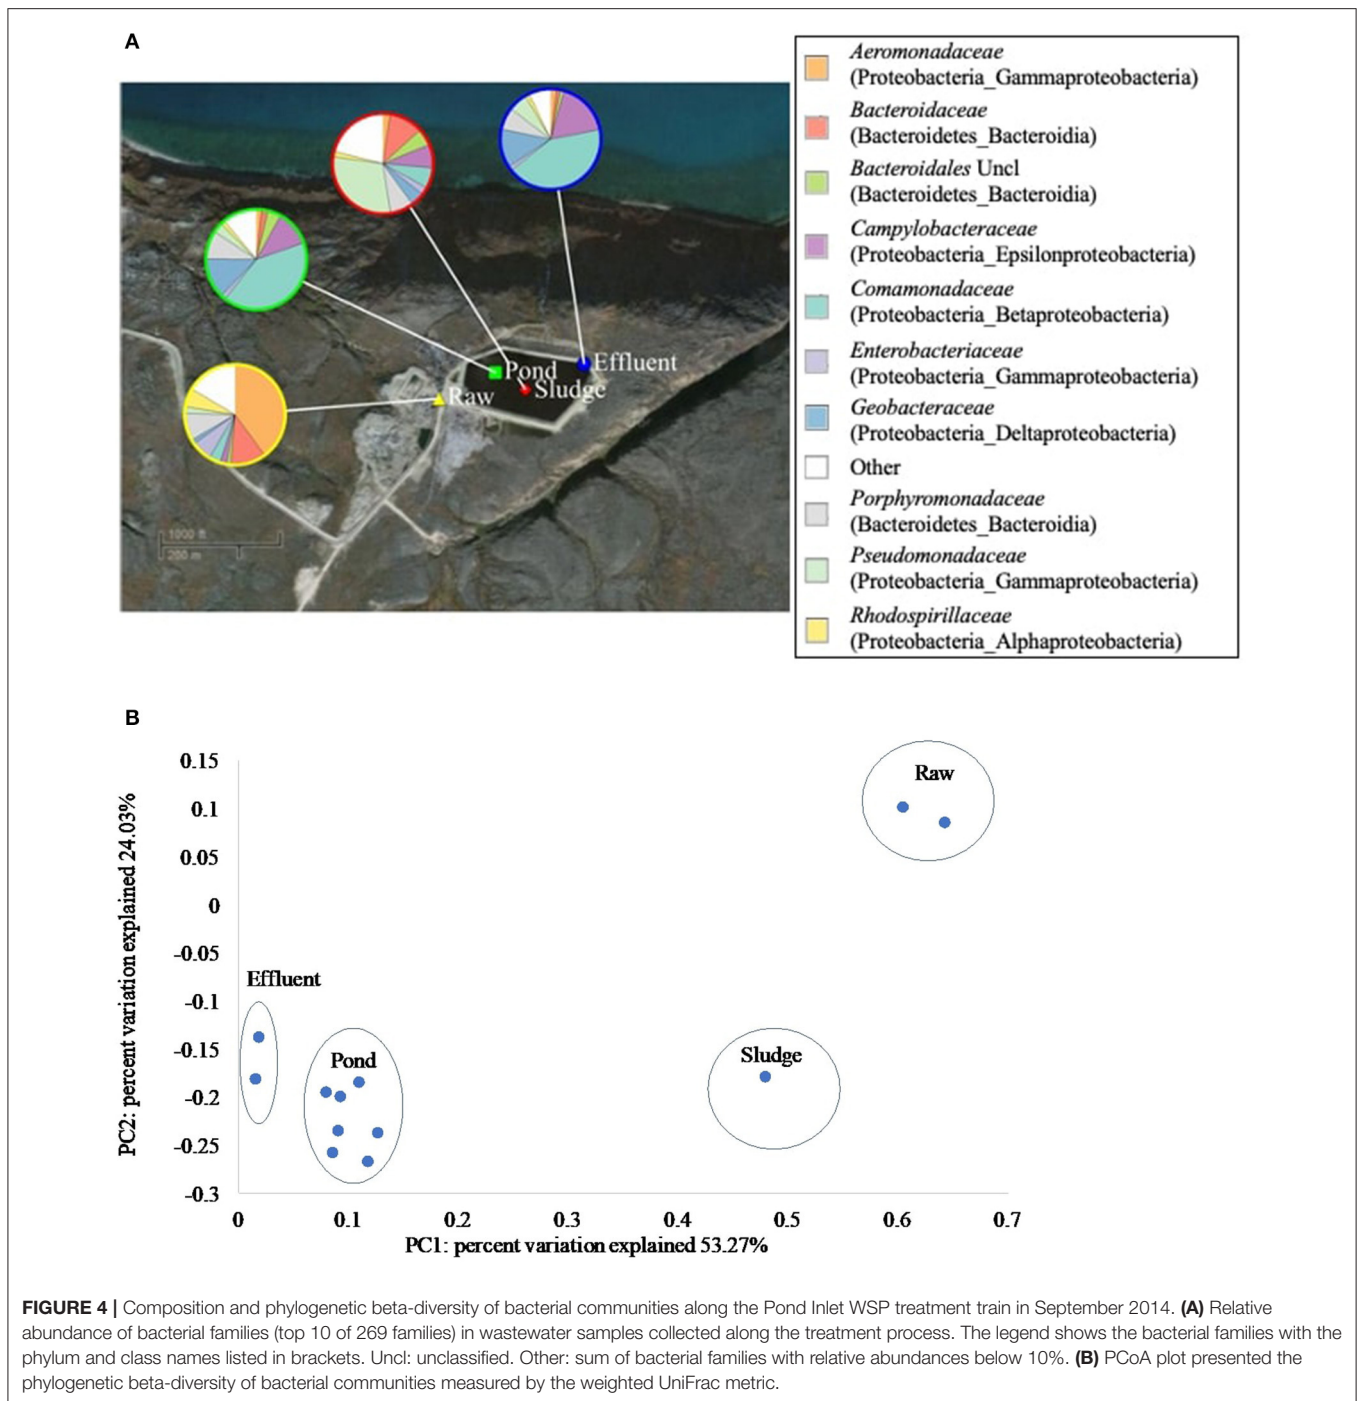 A
Aeromonadaceae
(Proteobacteria_Gammaproteobacteria)
Bacteroidaceae
(Bacteroidetes_Bacteroidia)
Bacteroidales Uncl
(Bacteroidetes_Bacteroidia)
Campylobacteraceae
(Proteobacteria_Epsilonproteobacteria)
Comamonadaceae
(Proteobacteria_Betaproteobacteria)
Enterobacteriaceae
(Proteobacteria_Gammaproteobacteria)
Geobacteraceae
(Proteobacteria_Deltaproteobacteria)
Other
Porphyromonadaceae
(Bacteroidetes_Bacteroidia)
Pseudomonadaceae
(Proteobacteria_Gammaproteobacteria)
Rhodospirillaceae
(Proteobacteria_Alphaproteobacteria)
Effluent
Pond
Sludge
Raw
1000 ft
200 m
B
PC2: percent variation explained 24.03%
0.15
0.1
0.05
0
-0.05
-0.1
-0.15
-0.2
-0.25
-0.3
Raw
Effluent
Pond
Sludge
0 0.1 0.2 0.3 0.4 0.5 0.6 0.7
PC1: percent variation explained 53.27%
FIGURE 4 | Composition and phylogenetic beta-diversity of bacterial communities along the Pond Inlet WSP treatment train in September 2014. (A) Relative
abundance of bacterial families (top 10 of 269 families) in wastewater samples collected along the treatment process. The legend shows the bacterial families with the
phylum and class names listed in brackets. Uncl: unclassified. Other: sum of bacterial families with relative abundances below 10%. (B) PCoA plot presented the
phylogenetic beta-diversity of bacterial communities measured by the weighted UniFrac metric.